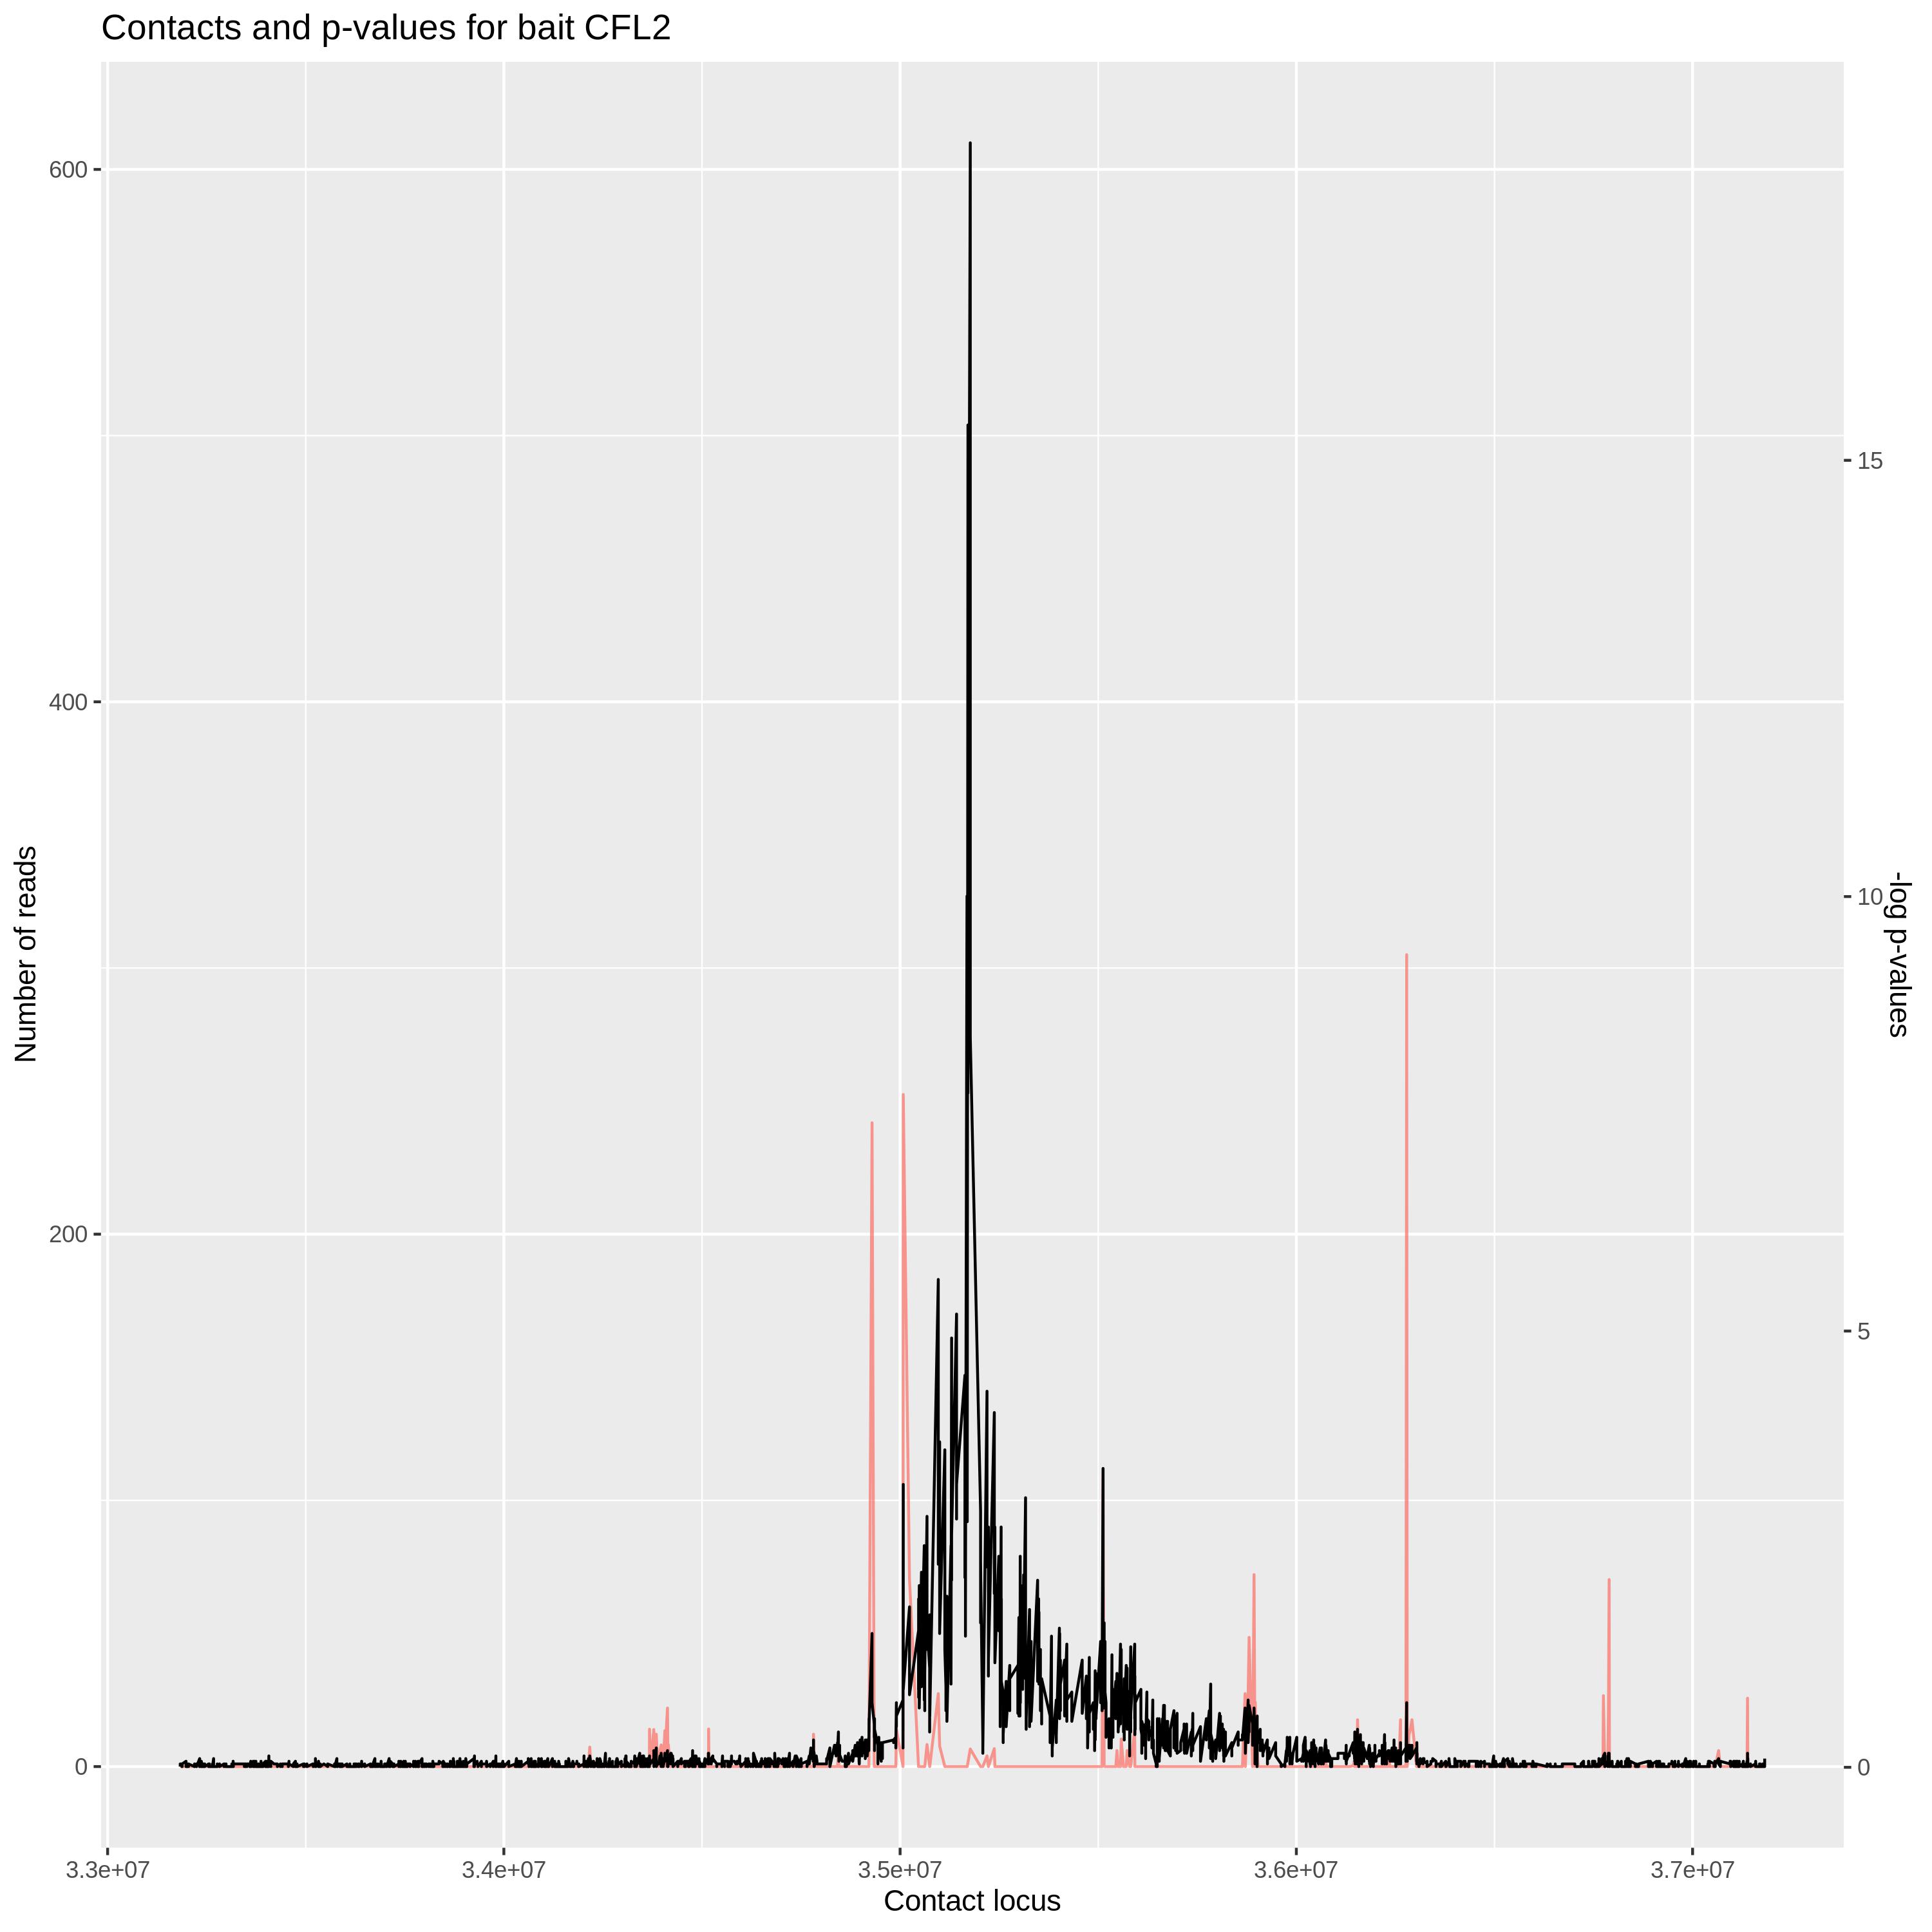 Contacts and p-values for bait CFL2
600
400
200
0
Number of reads
15
10
5
0
-log p-values
3.3e+07
3.4e+07
3.5e+07
3.6e+07
3.7e+07
Contact locus